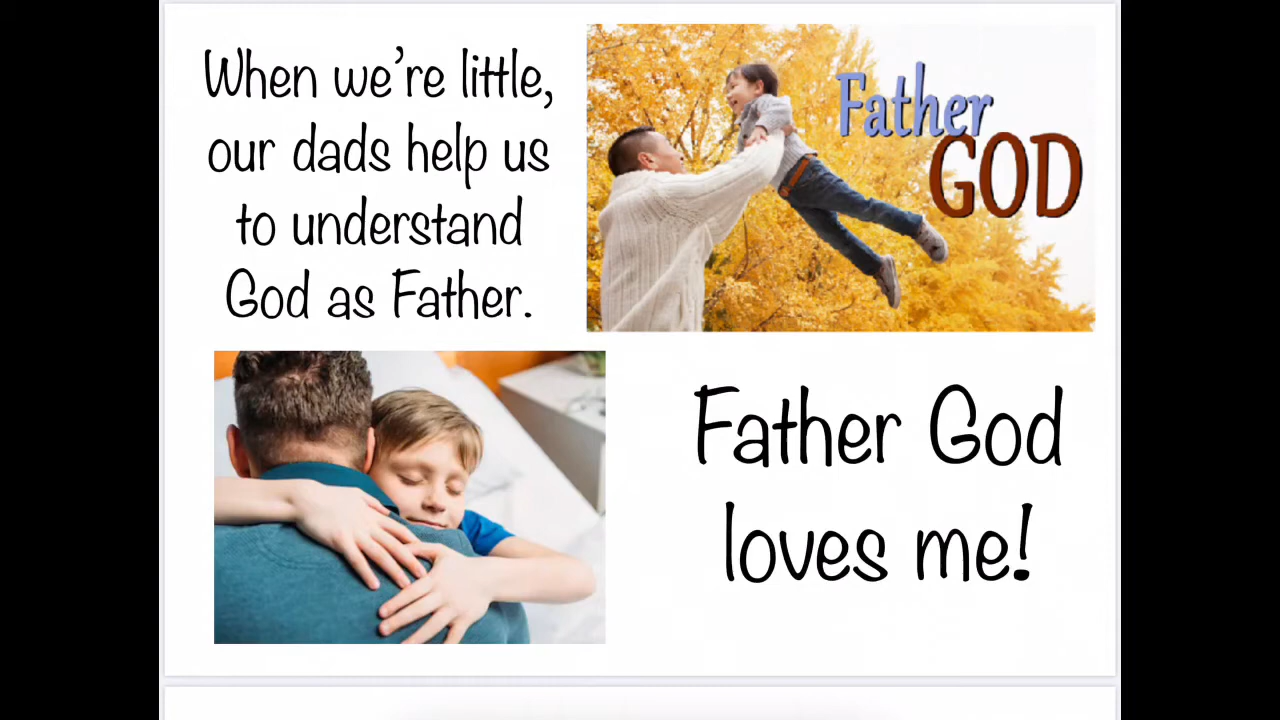 When we're little,
our dads help us
to understand
God as Father.
Father
GOD
Father God
loves me!